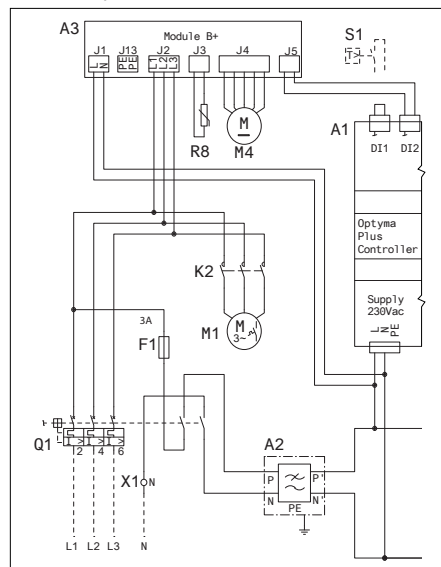 A3
Module B+
S1
J1 J13 J2 J3 J4 J5
L N PE PE L1 L2 L3
A1
R8
M
M4
DI1 DI2
Optyma
Plus
Controller
K2
Supply
230Vac
3A
F1
M1
M
3~
L N PE
Q1
I > I > I >
2 4 6
X1 N
A2
P P'
N N'
PE
L1 L2 L3 N